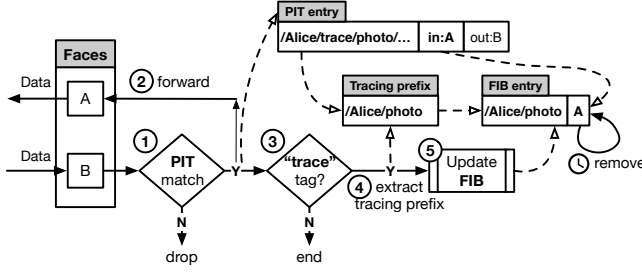 PIT entry
/Alice/trace/photo/...
in:A
out:B
Faces
Data
A
2 forward
Tracing prefix
/Alice/photo
FIB entry
/Alice/photo
A
remove
1
3
5
Data
B
PIT
match
Y
"trace"
tag?
Y
Update
FIB
4 extract
tracing prefix
N
drop
N
end